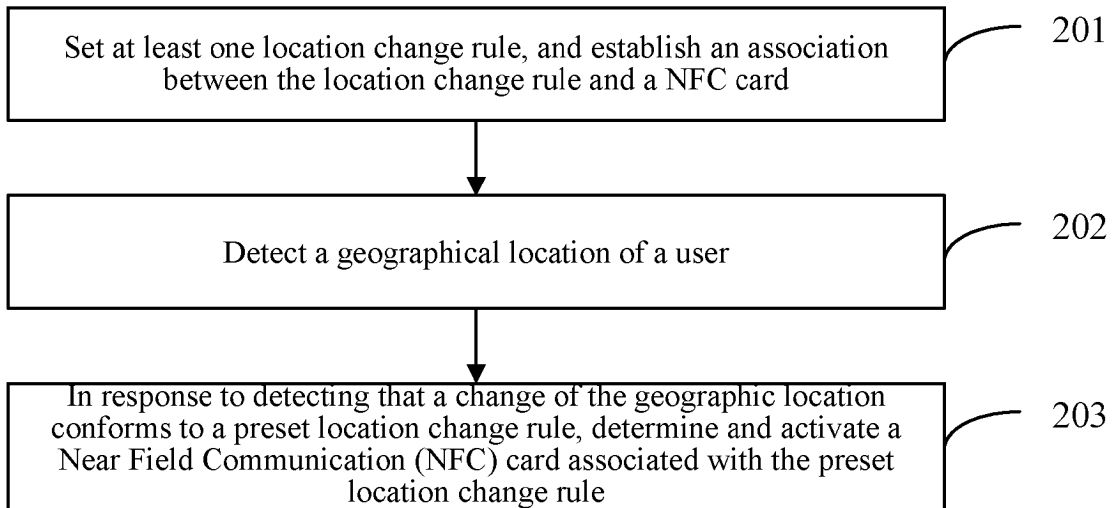 Set at least one location change rule, and establish an association
between the location change rule and a NFC card
201
Detect a geographical location of a user
202
In response to detecting that a change of the geographic location
conforms to a preset location change rule, determine and activate a
Near Field Communication (NFC) card associated with the preset
location change rule
203